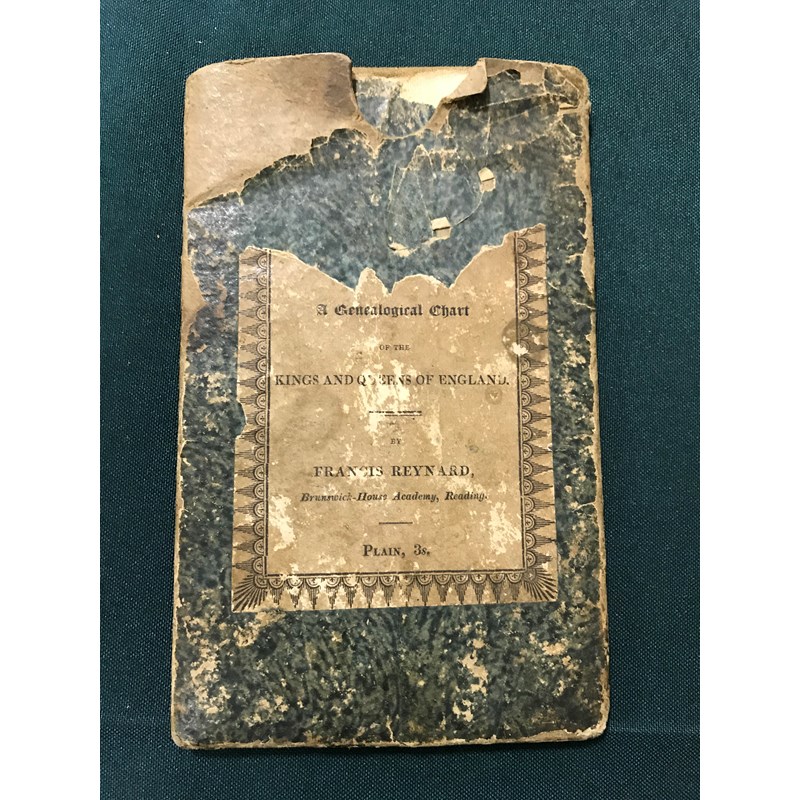 A Genealogical Chart
OF THE
KINGS AND QUEENS OF ENGLAND.
BY
FRANCIS REYNARD,
Brunswick-House Academy, Reading.
PLAIN, 3s.